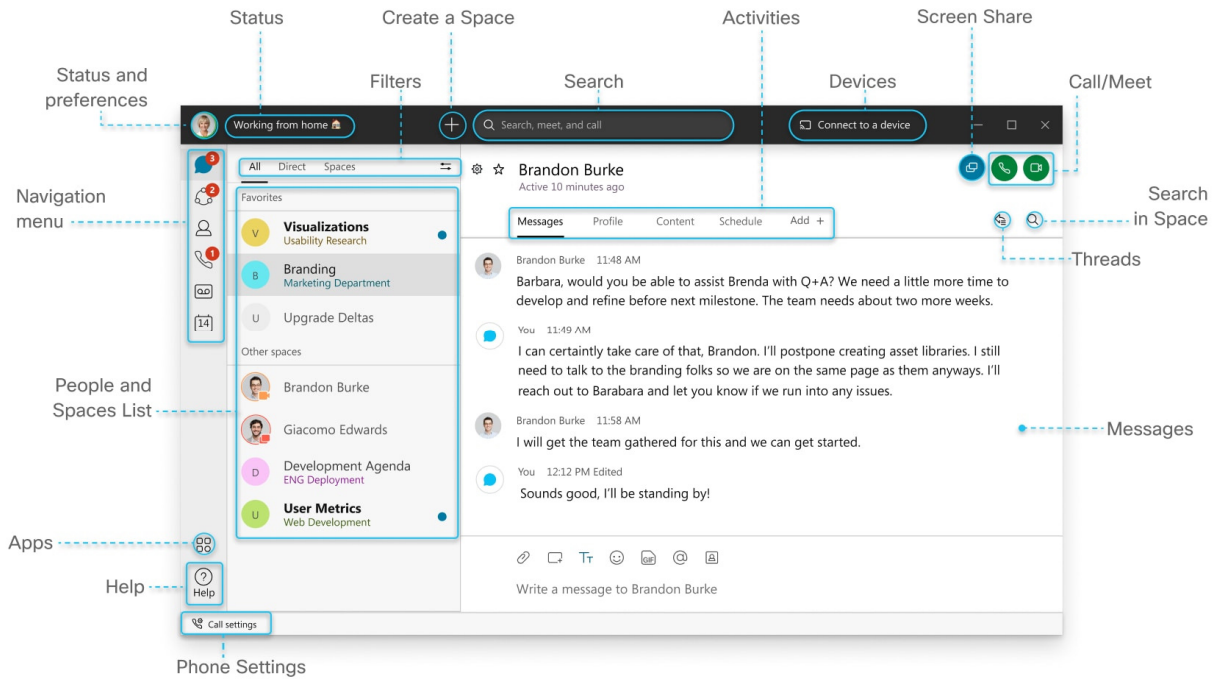 Status
Create a Space
Activities
Screen Share
Status and
preferences
Filters
Search
Devices
Call/Meet
Working from home
Search, meet, and call
Connect to a device
Navigation
menu
3
2
1
14
All Direct Spaces
Favorites
V
Visualizations
Usability Research
B
Branding
Marketing Department
U
Upgrade Deltas
Other spaces
Brandon Burke
Giacomo Edwards
D
Development Agenda
ENG Deployment
U
User Metrics
Web Development
People and
Spaces List
Apps
Help
Help
Call settings
Phone Settings
Brandon Burke
Active 10 minutes ago
Messages Profile Content Schedule Add +
Search
in Space
Threads
Brandon Burke 11:48 AM
Barbara, would you be able to assist Brenda with Q+A? We need a little more time to
develop and refine before next milestone. The team needs about two more weeks.
You 11:49 AM
I can certaintly take care of that, Brandon. I'll postpone creating asset libraries. I still
need to talk to the branding folks so we are on the same page as them anyways. I'll
reach out to Barabara and let you know if we run into any issues.
Brandon Burke 11:58 AM
I will get the team gathered for this and we can get started.
Messages
You 12:12 PM Edited
Sounds good, I'll be standing by!
GIF
Write a message to Brandon Burke